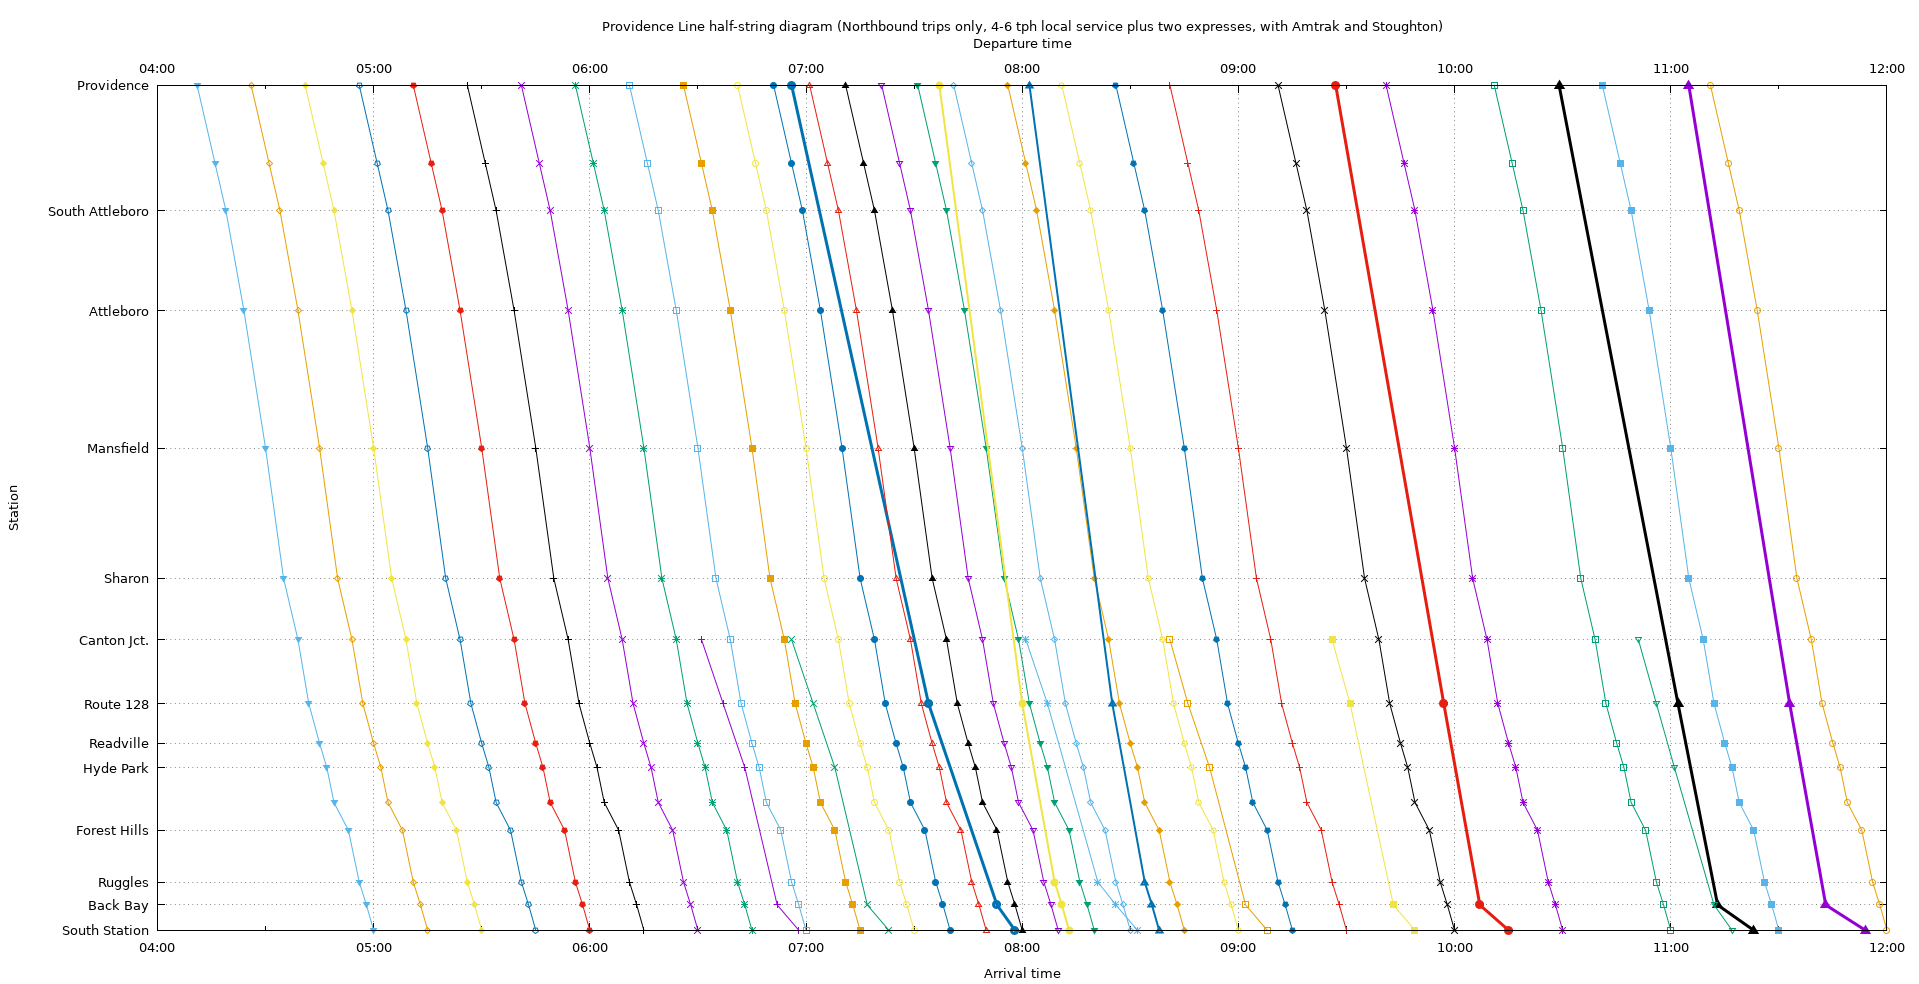 Providence Line half-string diagram (Northbound trips only, 4-6 tph local service plus two expresses, with Amtrak and Stoughton)
Departure time
04:00 05:00 06:00 07:00 08:00 09:00 10:00 11:00 12:00
Providence
South Attleboro
Attleboro
Mansfield
Station
Sharon
Canton Jct.
Route 128
Readville
Hyde Park
Forest Hills
Ruggles
Back Bay
South Station
04:00 05:00 06:00 07:00 08:00 09:00 10:00 11:00 12:00
Arrival time